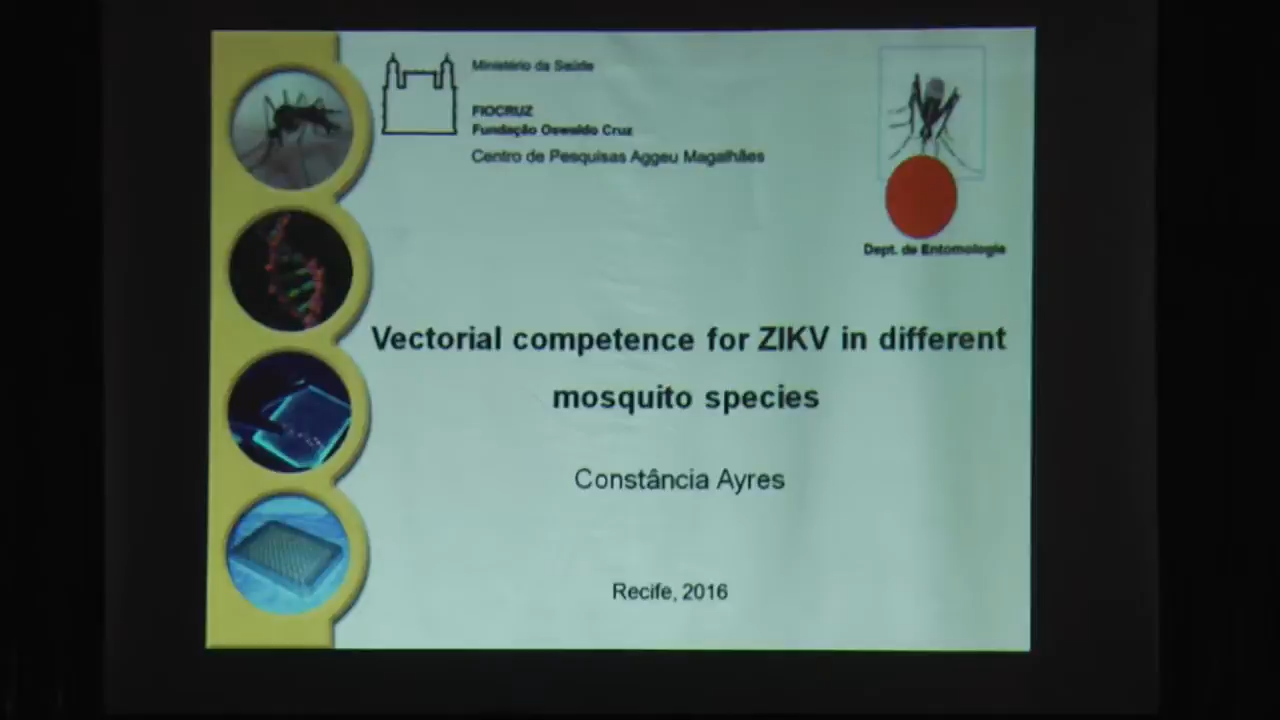 Ministério da Saúde
FIOCRUZ
Fundação Oswaldo Cruz
Centro de Pesquisas Aggeu Magalhães
Dept. de Entomologia
Vectorial competence for ZIKV in different
mosquito species
Constância Ayres
Recife, 2016